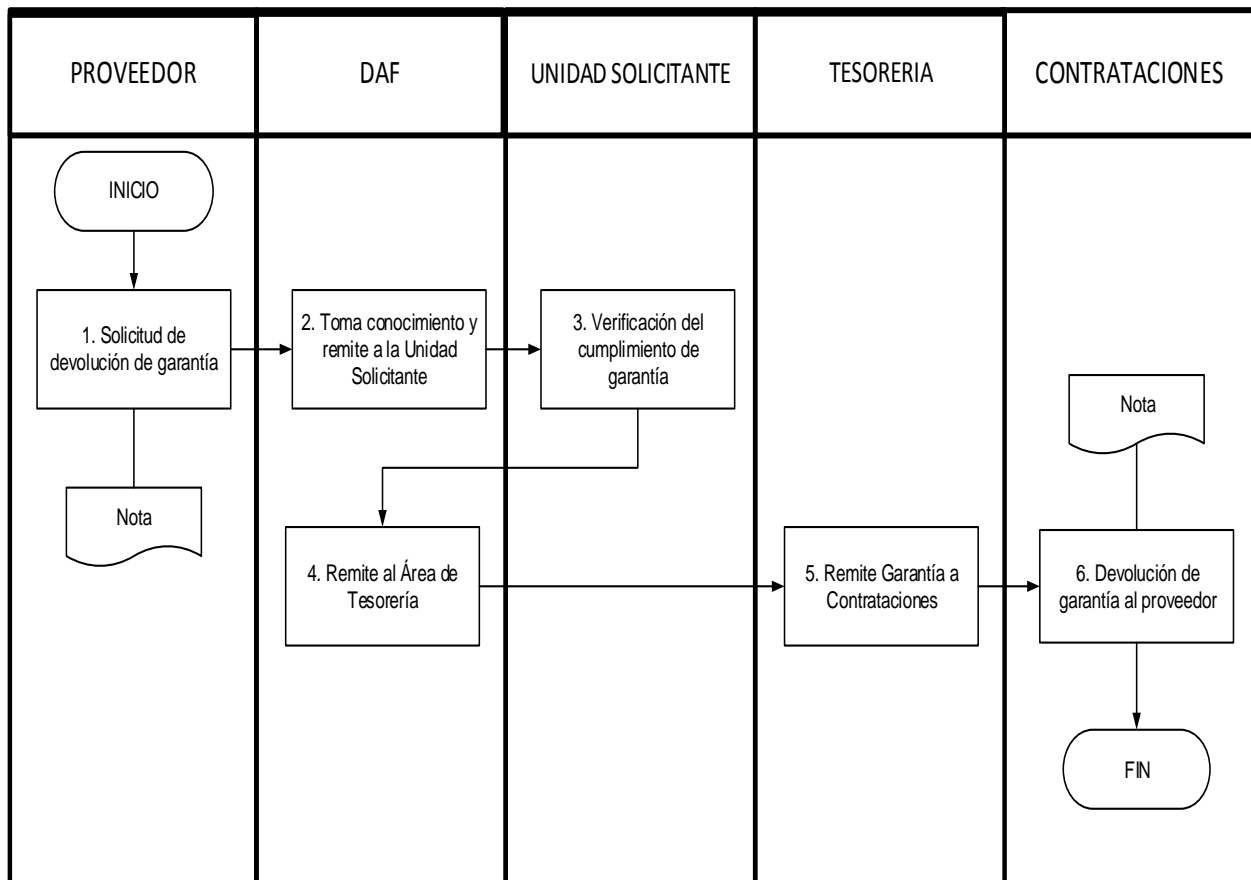 PROVEEDOR
DAF
UNIDAD SOLICITANTE
TESORERIA
CONTRATACIONES
INICIO
1. Solicitud de
devolución de garantía
2. Toma conocimiento y
remite a la Unidad
Solicitante
3. Verificación del
cumplimiento de
garantía
Nota
Nota
4. Remite al Área de
Tesorería
5. Remite Garantía a
Contrataciones
6. Devolución de
garantía al proveedor
FIN